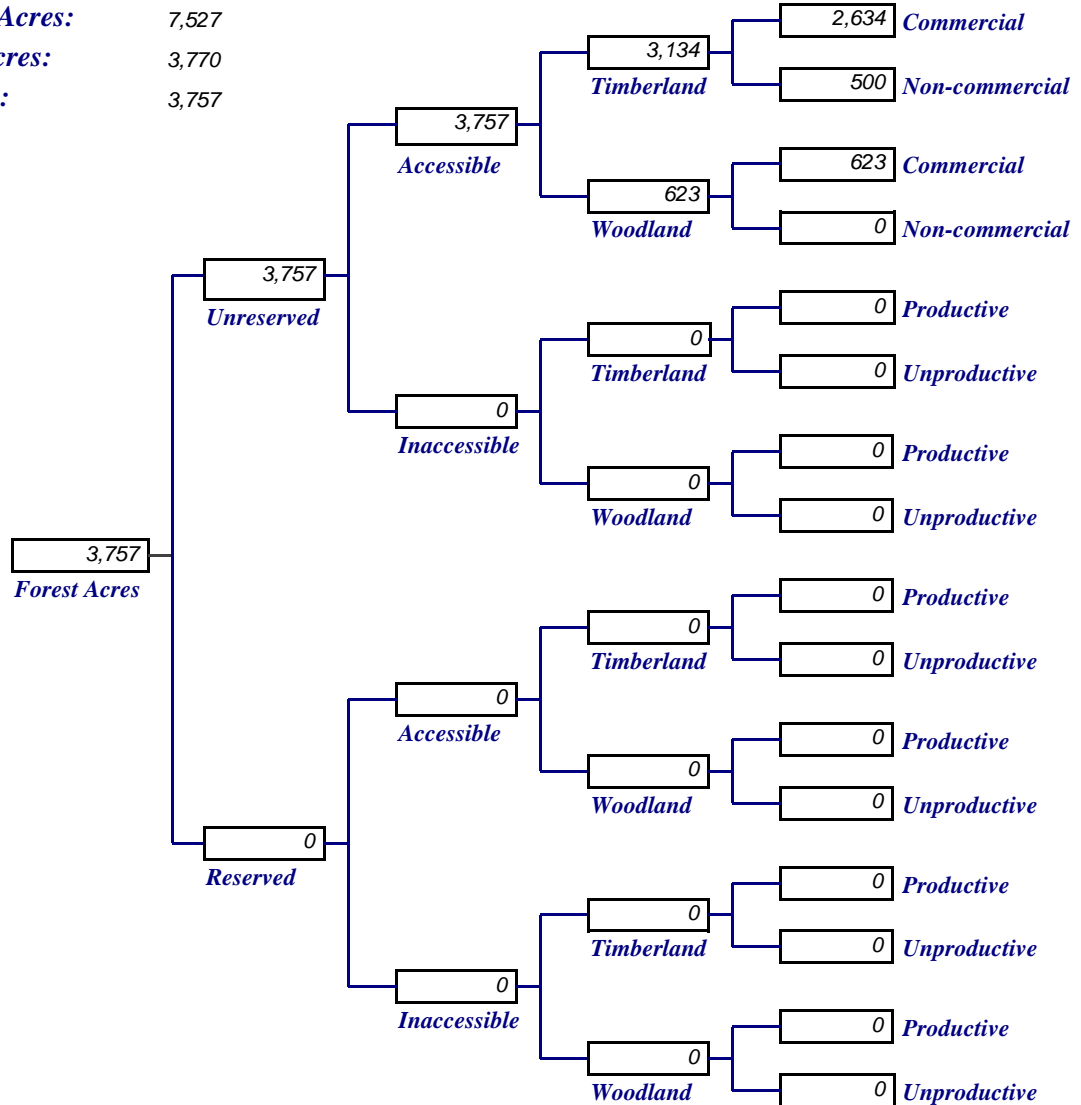 Acres: 7,527
cres: 3,770
: 3,757
2,634 Commercial
3,134
Timberland
500 Non-commercial
3,757
Accessible
623 Commercial
623
Woodland
0 Non-commercial
3,757
Unreserved
0 Productive
0
Timberland
0 Unproductive
0
Inaccessible
0 Productive
0
Woodland
0 Unproductive
3,757
Forest Acres
0 Productive
0
Timberland
0 Unproductive
0
Accessible
0 Productive
0
Woodland
0 Unproductive
0
Reserved
0 Productive
0
Timberland
0 Unproductive
0
Inaccessible
0 Productive
0
Woodland
0 Unproductive